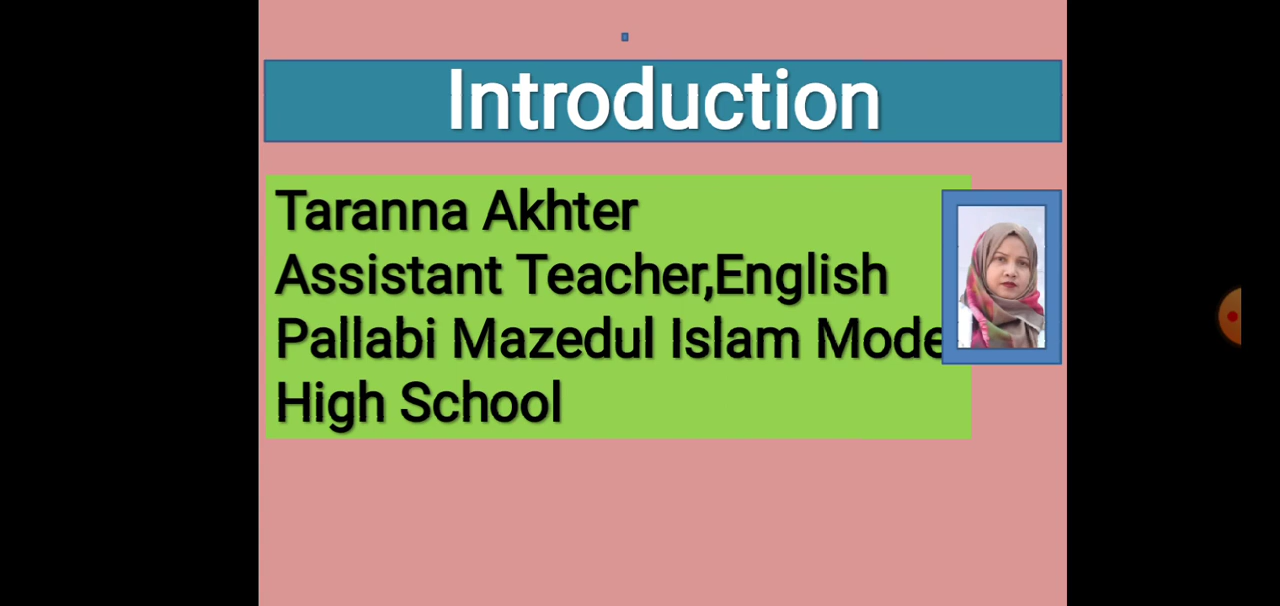 Introduction
Taranna Akhter
Assistant Teacher,English
Pallabi Mazedul Islam Mode
High School